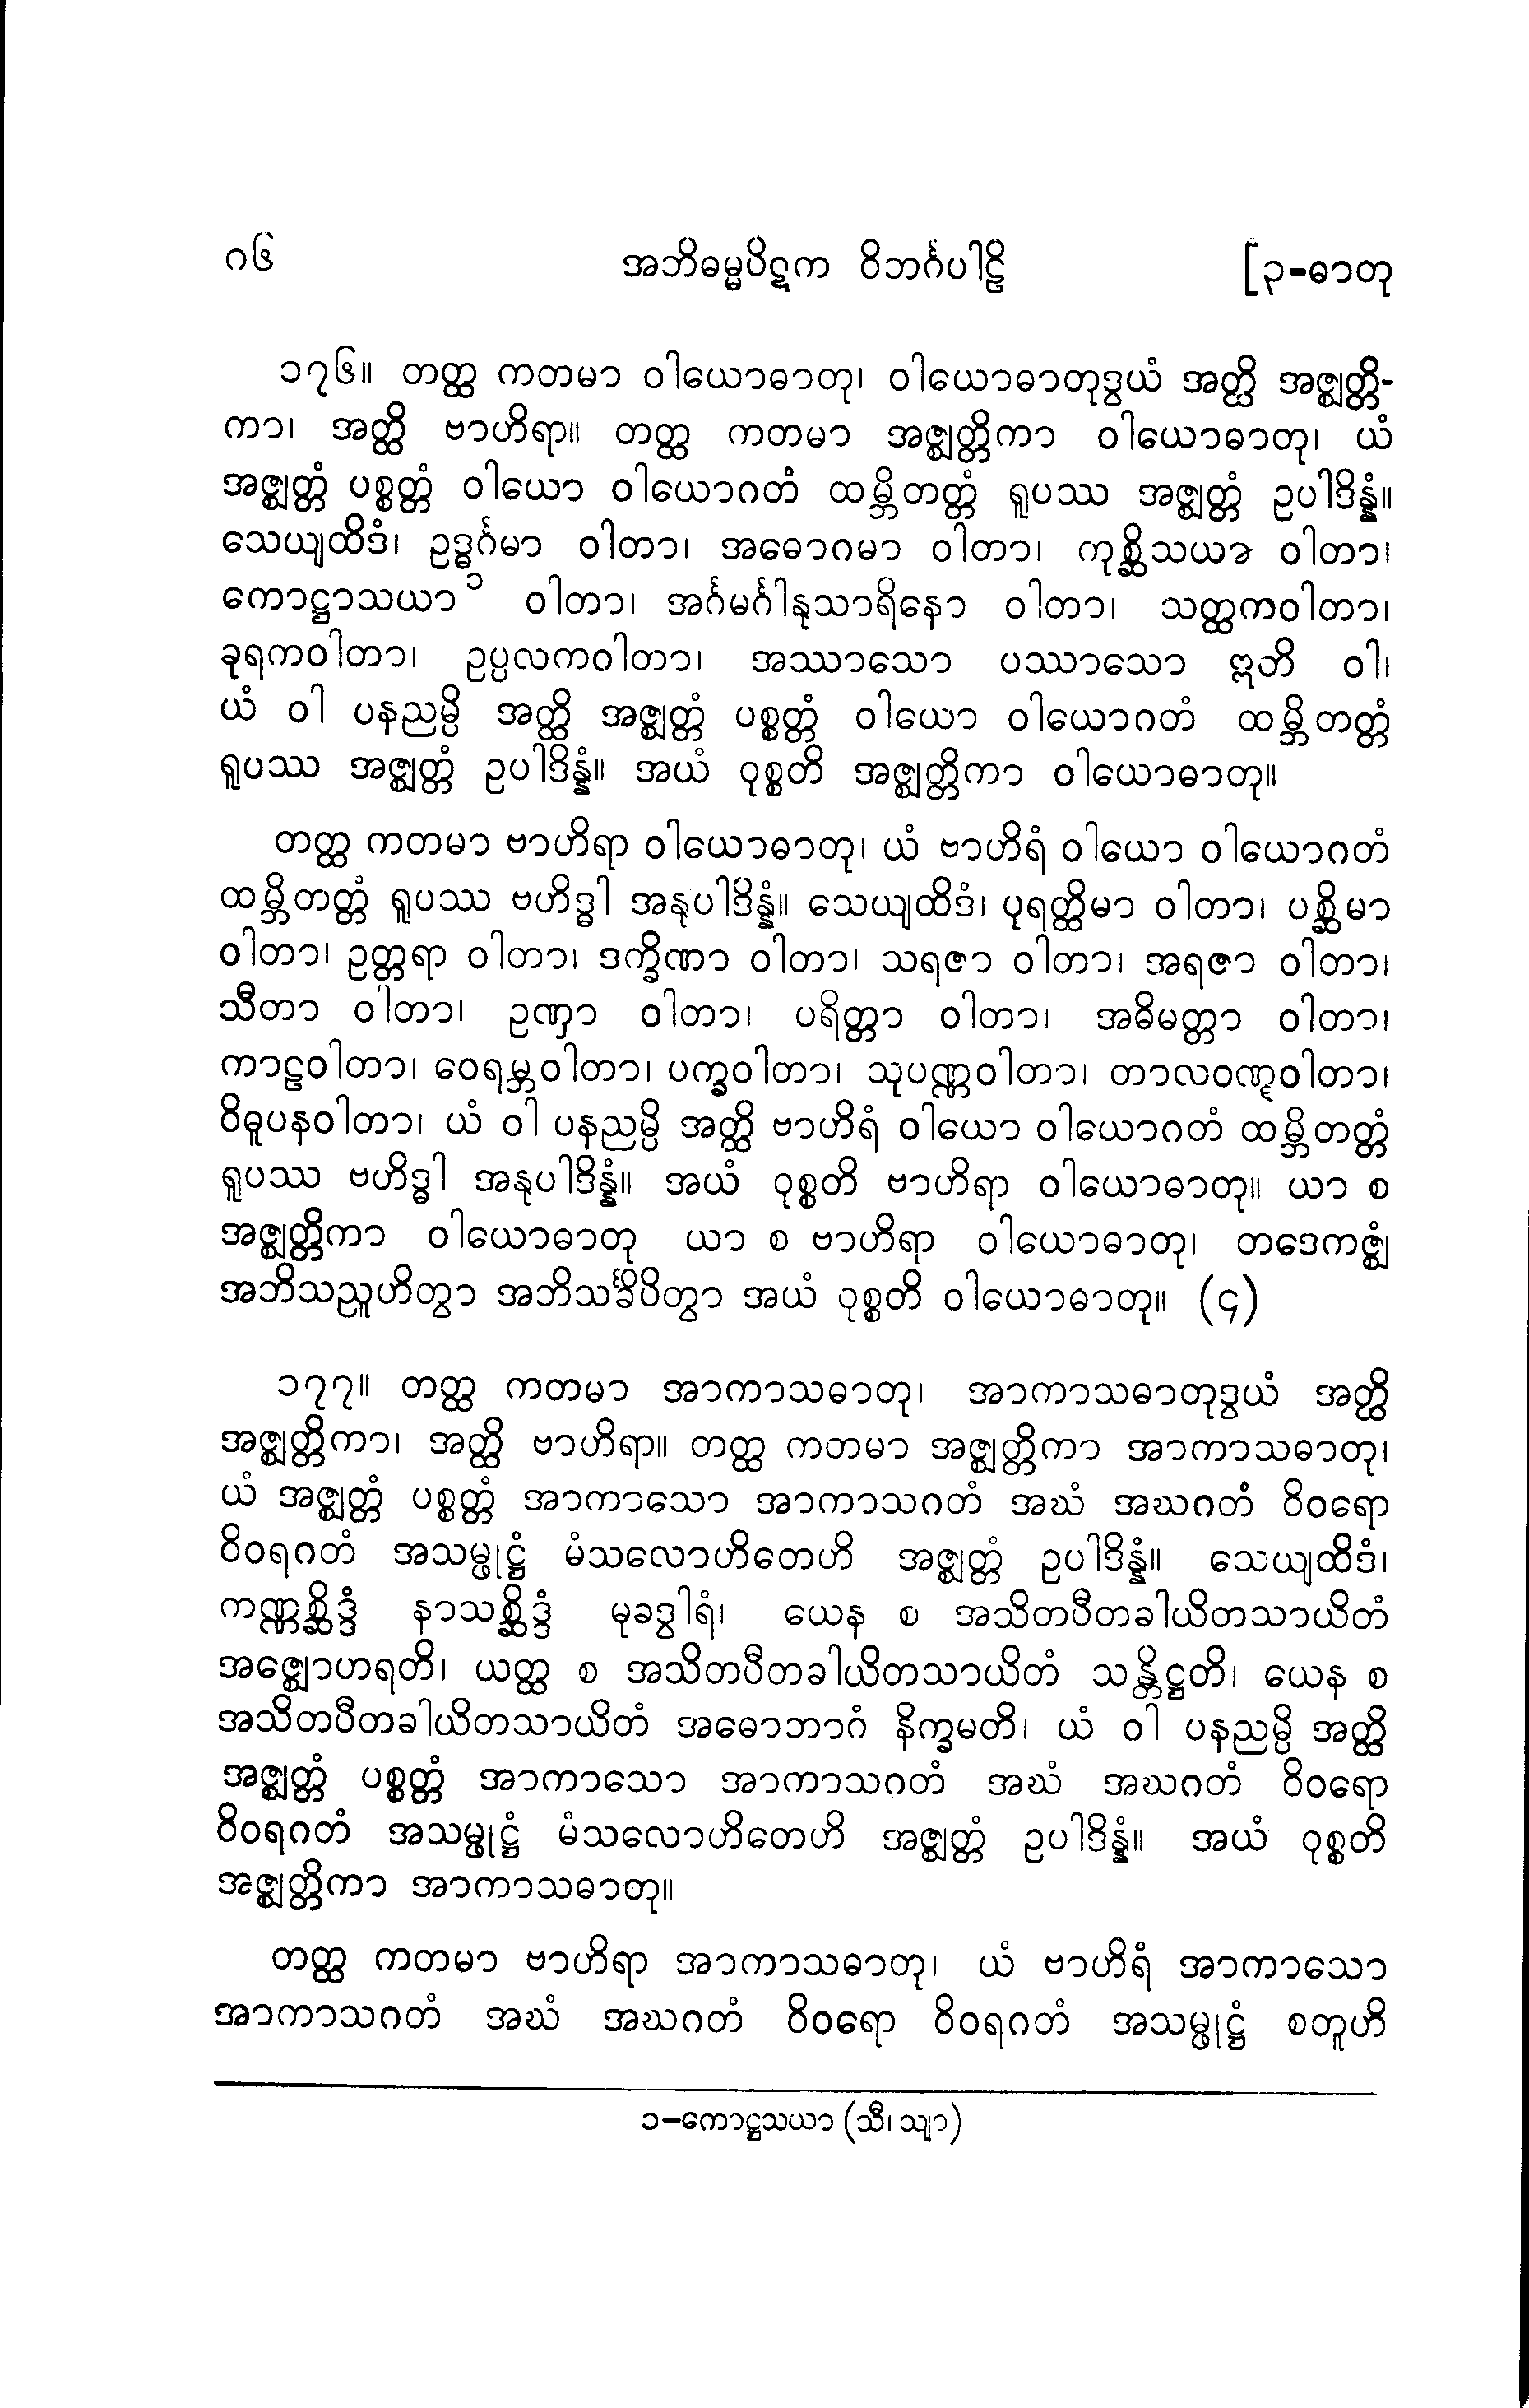 ၈၆ အဘိဓမ္မပိဋက ဝိဘင်္ဂပါဠိ [၃-ဓာတု
၁၇၆။ တတ္ထ ကတမာ ဝါယောဓာတု၊ ဝါယောဓာတုဒွယံ အတ္ထိ အဇ္ဈတ္တိ-
ကာ၊ အတ္ထိ ဗာဟိရာ။ တတ္ထ ကတမာ အဇ္ဈတ္တိကာ ဝါယောဓာတု၊ ယံ
အဇ္ဈတ္တံ ပစ္စတ္တံ ဝါယော ဝါယောဂတံ ထမ္ဘိတတ္တံ ရူပဿ အဇ္ဈတ္တံ ဥပါဒိန္နံ။
သေယျထိဒံ၊ ဥဒ္ဓင်္ဂမာ ဝါတာ၊ အဓောဂမာ ဝါတာ၊ ကုစ္ဆိသယာ ဝါတာ၊
ကောဋ္ဌာသယာ ၁ ဝါတာ၊ အင်္ဂမင်္ဂါနုသာရိနော ဝါတာ၊ သတ္ထကဝါတာ၊
ခုရကဝါတာ၊ ဥပ္ပလကဝါတာ၊ အဿာသော ပဿာသော ဣတိ ဝါ၊
ယံ ဝါ ပနညမ္ပိ အတ္ထိ အဇ္ဈတ္တံ ပစ္စတ္တံ ဝါယော ဝါယောဂတံ ထမ္ဘိတတ္တံ
ရူပဿ အဇ္ဈတ္တံ ဥပါဒိန္နံ။ အယံ ဝုစ္စတိ အဇ္ဈတ္တိကာ ဝါယောဓာတု။
တတ္ထ ကတမာ ဗာဟိရာ ဝါယောဓာတု၊ ယံ ဗာဟိရံ ဝါယော ဝါယောဂတံ
ထမ္ဘိတတ္တံ ရူပဿ ဗဟိဒ္ဓါ အနုပါဒိန္နံ။ သေယျထိဒံ၊ ပုရတ္ထိမာ ဝါတာ၊ ပစ္ဆိမာ
ဝါတာ၊ ဥတ္တရာ ဝါတာ၊ ဒက္ခိဏာ ဝါတာ၊ သရဇာ ဝါတာ၊ အရဇာ ဝါတာ၊
သီတာ ဝါတာ၊ ဥဏှာ ဝါတာ၊ ပရိတ္တာ ဝါတာ၊ အဓိမတ္တာ ဝါတာ၊
ကာဠဝါတာ၊ ဝေရမ္ဘဝါတာ၊ ပက္ခဝါတာ၊ သုပဏ္ဏဝါတာ၊ တာလဝဏ္ဋဝါတာ၊
ဝိဓူပနဝါတာ၊ ယံ ဝါ ပနညမ္ပိ အတ္ထိ ဗာဟိရံ ဝါယော ဝါယောဂတံ ထမ္ဘိတတ္တံ
ရူပဿ ဗဟိဒ္ဓါ အနုပါဒိန္နံ။ အယံ ဝုစ္စတိ ဗာဟိရာ ဝါယောဓာတု။ ယာ စ
အဇ္ဈတ္တိကာ ဝါယောဓာတု ယာ စ ဗာဟိရာ ဝါယောဓာတု၊ တဒေကဇ္ဈံ
အဘိသညူဟိတွာ အဘိသင်္ခိပိတွာ အယံ ဝုစ္စတိ ဝါယောဓာတု။ (၄)
၁၇၇။ တတ္ထ ကတမာ အာကာသဓာတု၊ အာကာသဓာတုဒွယံ အတ္ထိ
အဇ္ဈတ္တိကာ၊ အတ္ထိ ဗာဟိရာ။ တတ္ထ ကတမာ အဇ္ဈတ္တိကာ အာကာသဓာတု၊
ယံ အဇ္ဈတ္တံ ပစ္စတ္တံ အာကာသော အာကာသဂတံ အဃံ အဃဂတံ ဝိဝရော
ဝိဝရဂတံ အသမ္ဖုဋ္ဌံ မံသလောဟိတေဟိ အဇ္ဈတ္တံ ဥပါဒိန္နံ။ သေယျထိဒံ၊
ကဏ္ဏစ္ဆိဒ္ဒံ နာသစ္ဆိဒ္ဒံ မုခဒွါရံ၊ ယေန စ အသိတပီတခါယိတသာယိတံ
အဇ္ဈောဟရတိ၊ ယတ္ထ စ အသိတပီတခါယိတသာယိတံ သန္တိဋ္ဌတိ၊ ယေန စ
အသိတပီတခါယိတသာယိတံ အဓောဘာဂံ နိက္ခမတိ၊ ယံ ဝါ ပနညမ္ပိ အတ္ထိ
အဇ္ဈတ္တံ ပစ္စတ္တံ အာကာသော အာကာသဂတံ အဃံ အဃဂတံ ဝိဝရော
ဝိဝရဂတံ အသမ္ဖုဋ္ဌံ မံသလောဟိတေဟိ အဇ္ဈတ္တံ ဥပါဒိန္နံ။ အယံ ဝုစ္စတိ
အဇ္ဈတ္တိကာ အာကာသဓာတု။
တတ္ထ ကတမာ ဗာဟိရာ အာကာသဓာတု၊ ယံ ဗာဟိရံ အာကာသော
အာကာသဂတံ အဃံ အဃဂတံ ဝိဝရော ဝိဝရဂတံ အသမ္ဖုဋ္ဌံ စတူဟိ
၁-ကောဋ္ဌသယာ (သီ၊ သျာ)